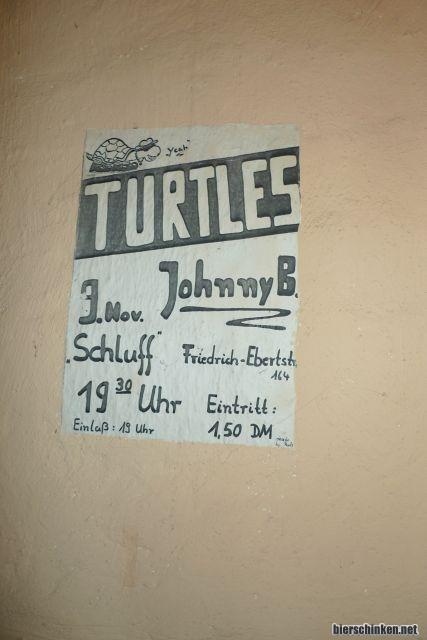 Yeah"
TURTLES
Johnny B.
3. Nov.
„Schluff"
Friedrich-Ebertstr.
164
19 30 Uhr
Eintritt:
Einlaß: 19 Uhr
1,50 DM
made
bierschinken.net